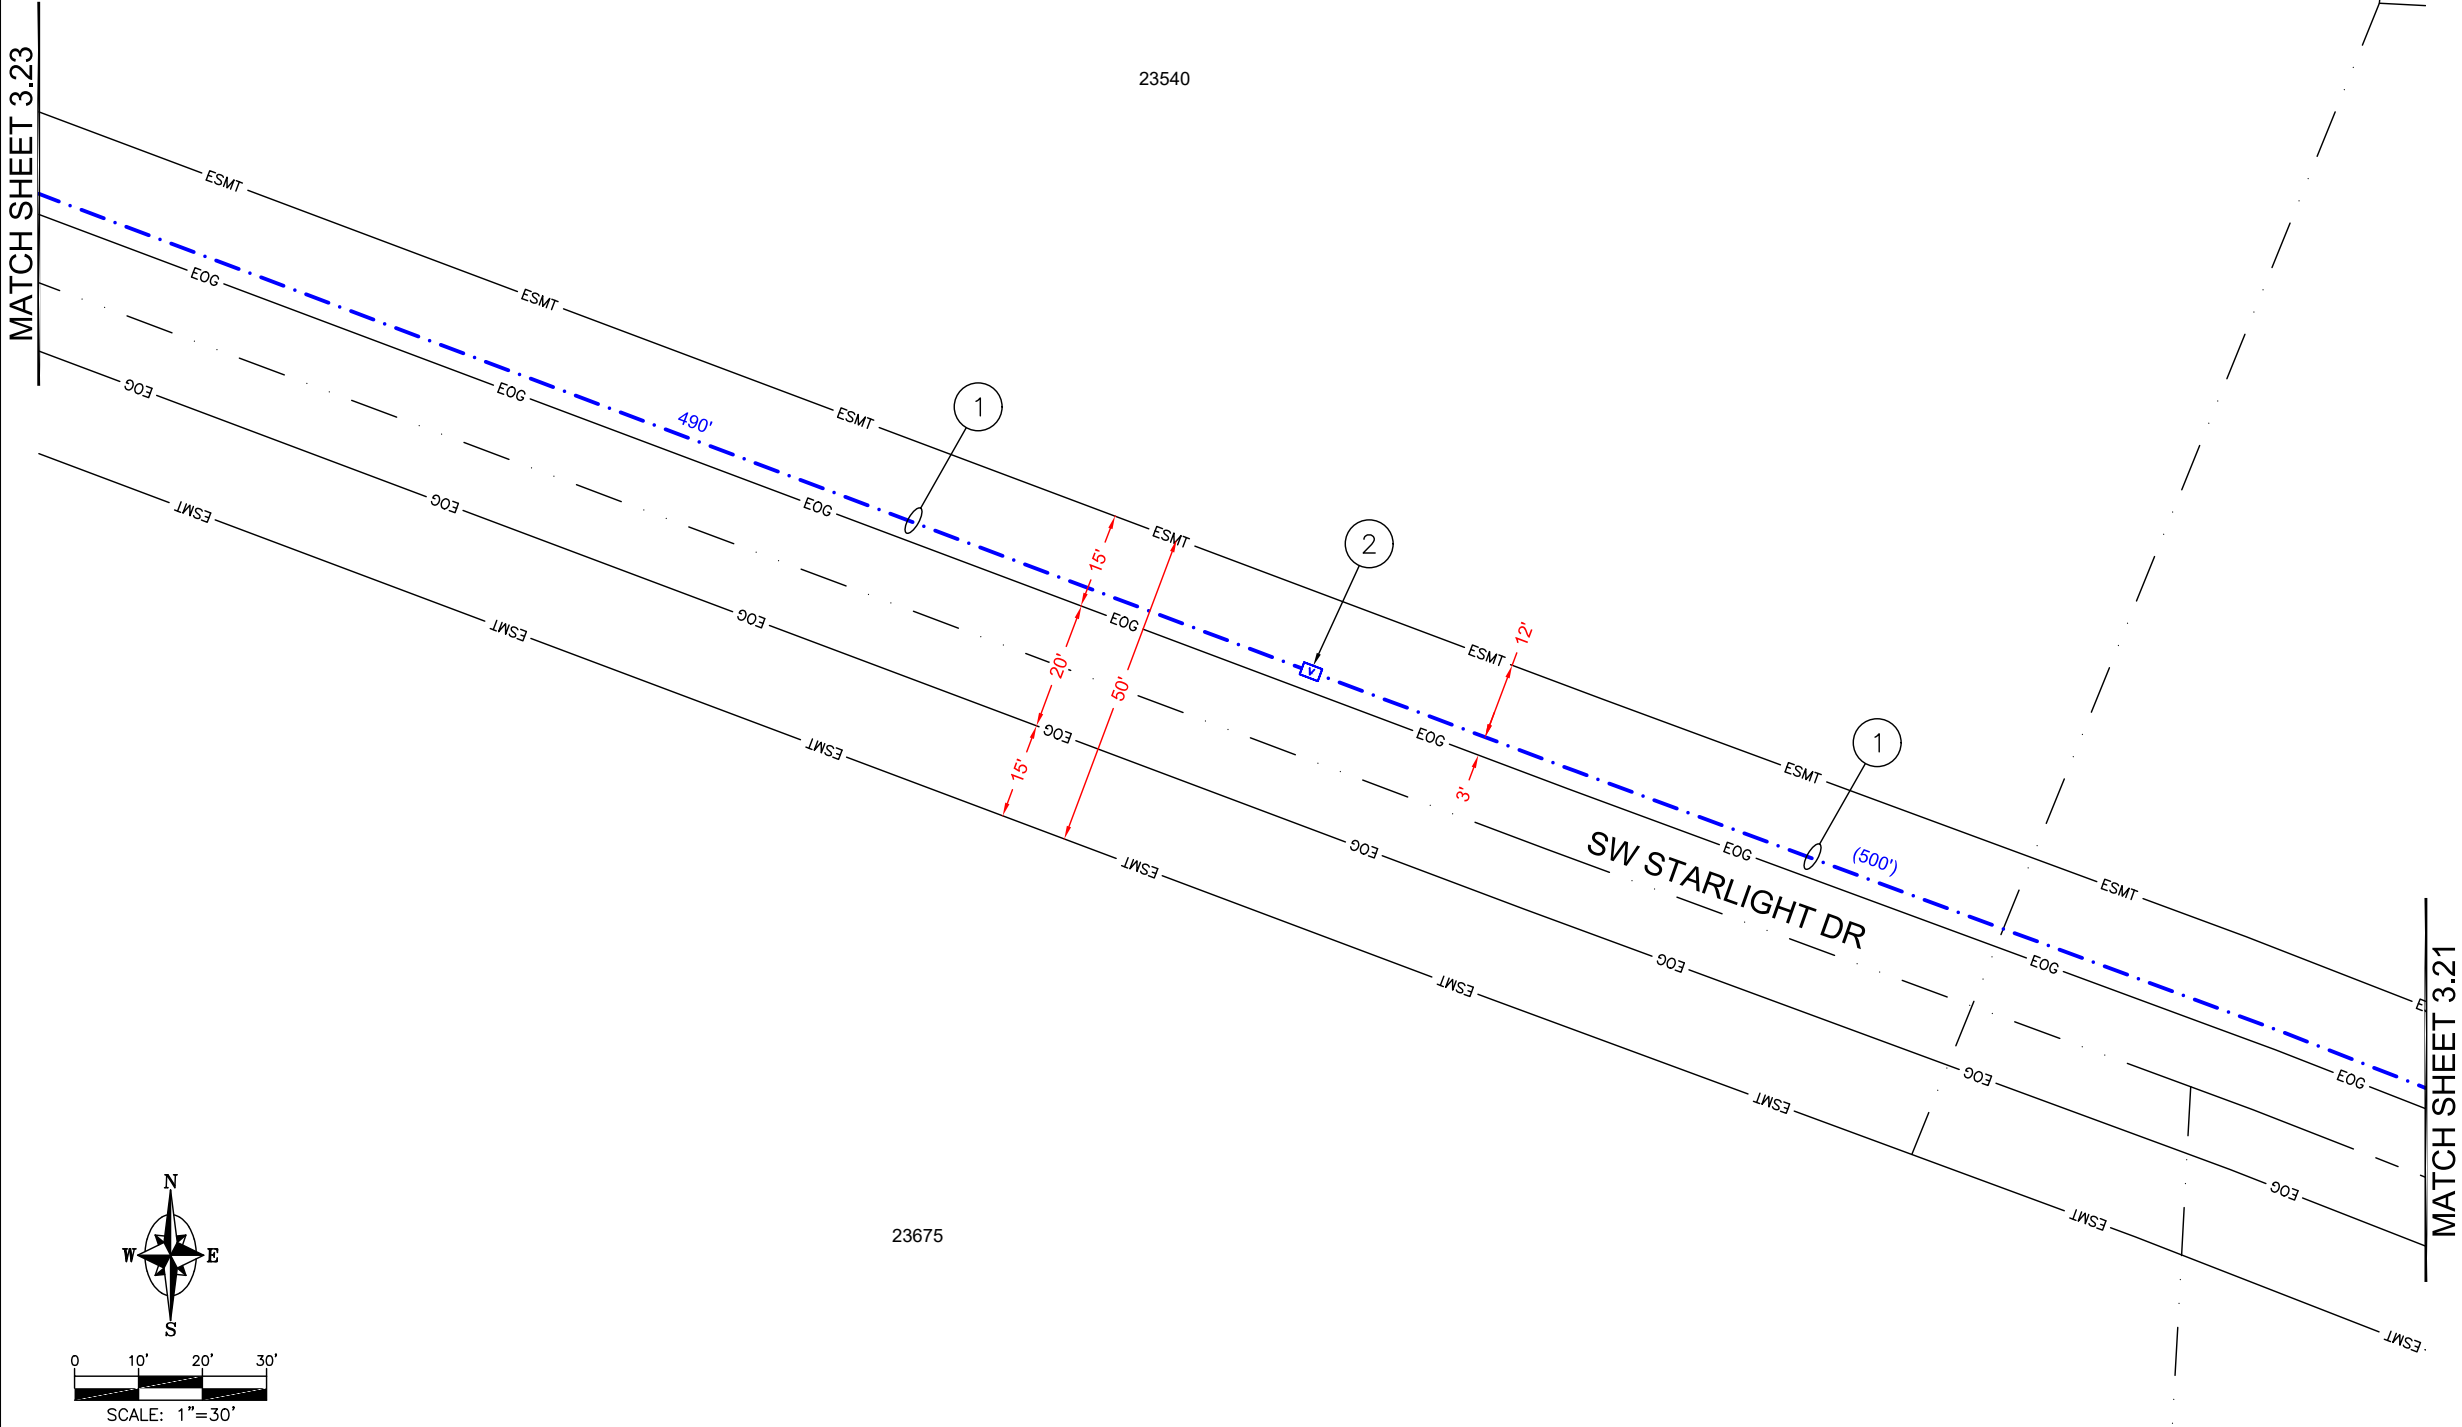 MATCH SHEET 3.23
23540
ESMT
ESMT
ESMT
ESMT
ESMT
ESMT
ESMT
E
EOG
EOG
EOG
EOG
EOG
EOG
EOG
EOG
490'
1
2
1
15'
20'
15'
50'
12'
3'
(500')
SW STARLIGHT DR
EOG
EOG
EOG
EOG
EOG
EOG
EOG
EOG
ESMT
ESMT
ESMT
ESMT
ESMT
ESMT
ESMT
ESMT
V
MATCH SHEET 3.21
23675
N
W E
S
0 10' 20' 30'
SCALE: 1"=30'